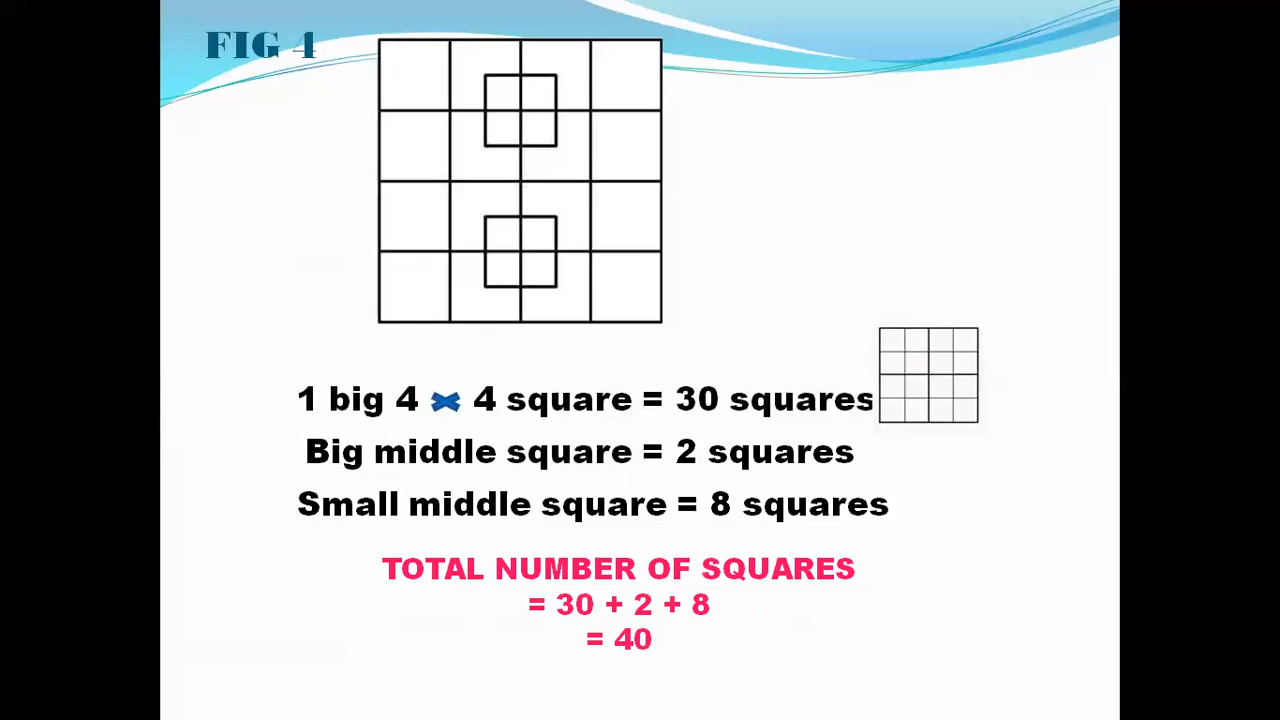 FIG 4
1 big 4 × 4 square = 30 squares
Big middle square = 2 squares
Small middle square = 8 squares
TOTAL NUMBER OF SQUARES
= 30 + 2 + 8
= 40